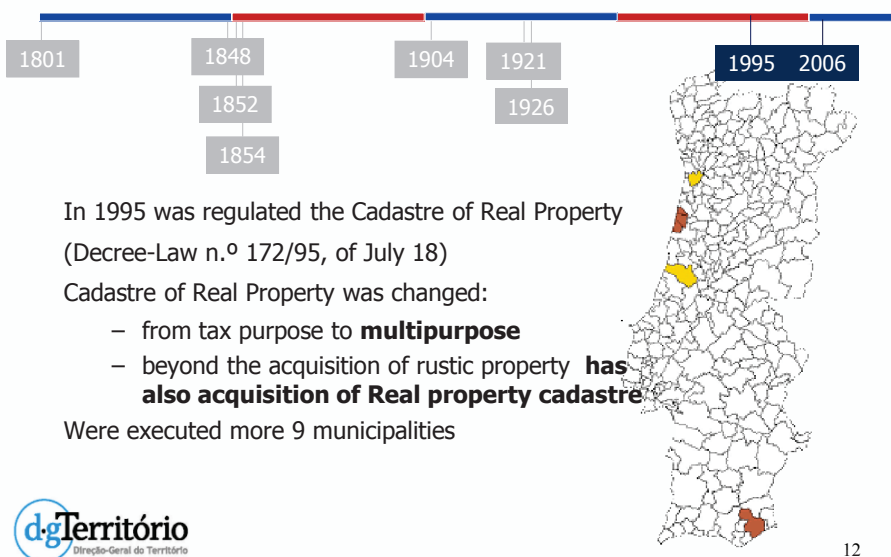 1801
1848
1904
1921
1995
2006
1852
1926
1854
In 1995 was regulated the Cadastre of Real Property
(Decree-Law n.º 172/95, of July 18)
Cadastre of Real Property was changed:
– from tax purpose to multipurpose
– beyond the acquisition of rustic property has
also acquisition of Real property cadastre
Were executed more 9 municipalities
dgTerritório
Direção-Geral do Território
12